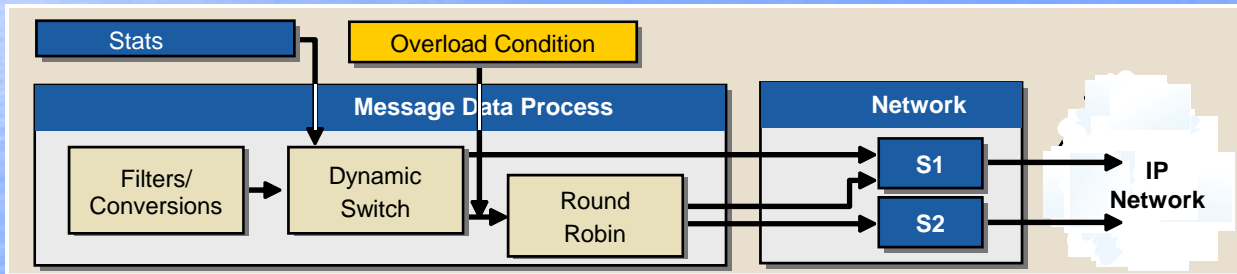 Stats
Overload Condition
Message Data Process
Network
Filters/
Conversions
Dynamic
Switch
Round
Robin
S1
S2
IP
Network